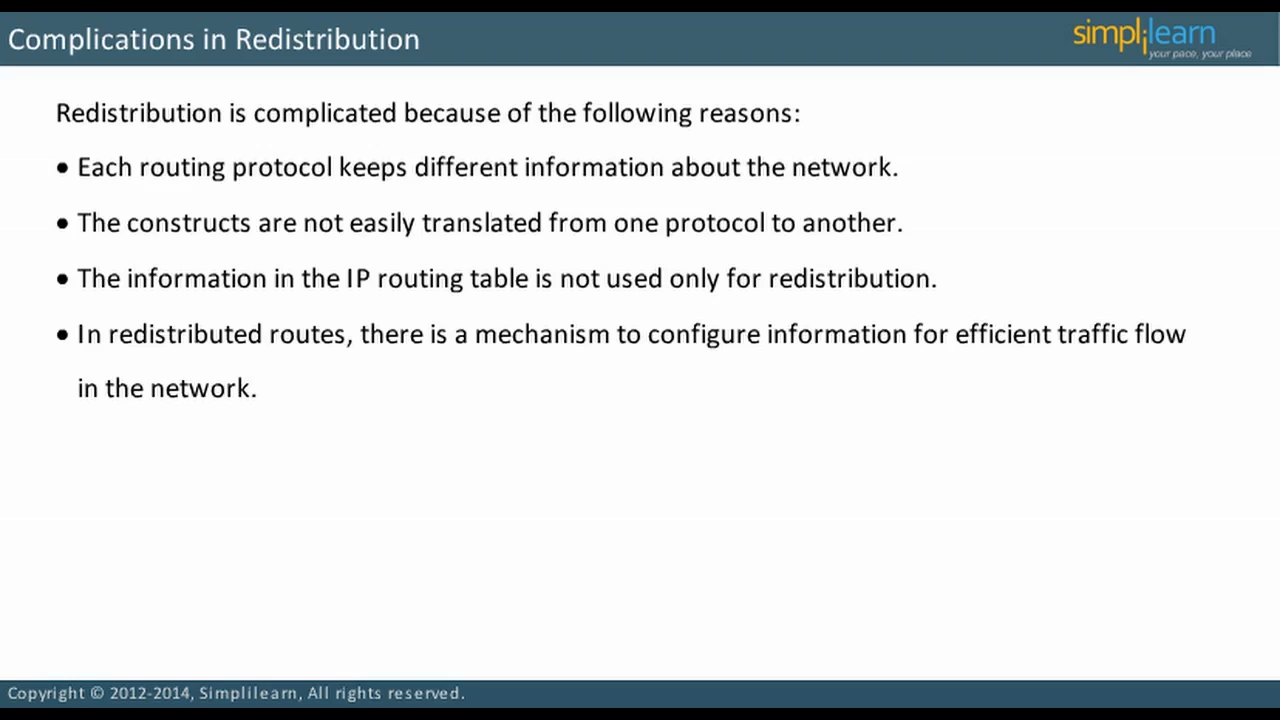 Complications in Redistribution
simplilearn
your pace, your place
Redistribution is complicated because of the following reasons:
• Each routing protocol keeps different information about the network.
• The constructs are not easily translated from one protocol to another.
• The information in the IP routing table is not used only for redistribution.
• In redistributed routes, there is a mechanism to configure information for efficient traffic flow
in the network.
Copyright © 2012-2014, Simplilearn, All rights reserved.